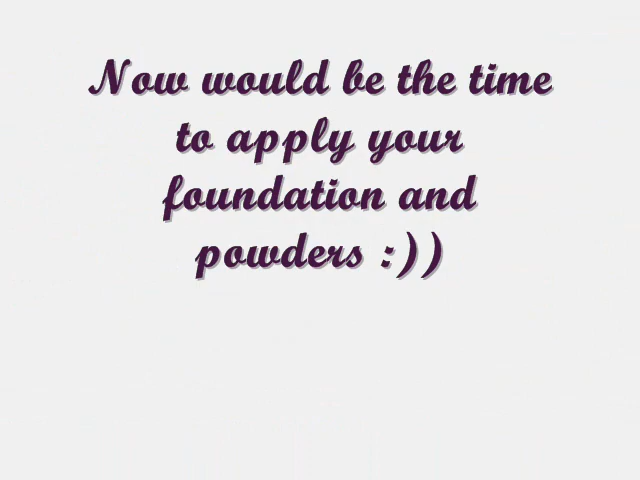 Now would be the time
to apply your
foundation and
powders :))